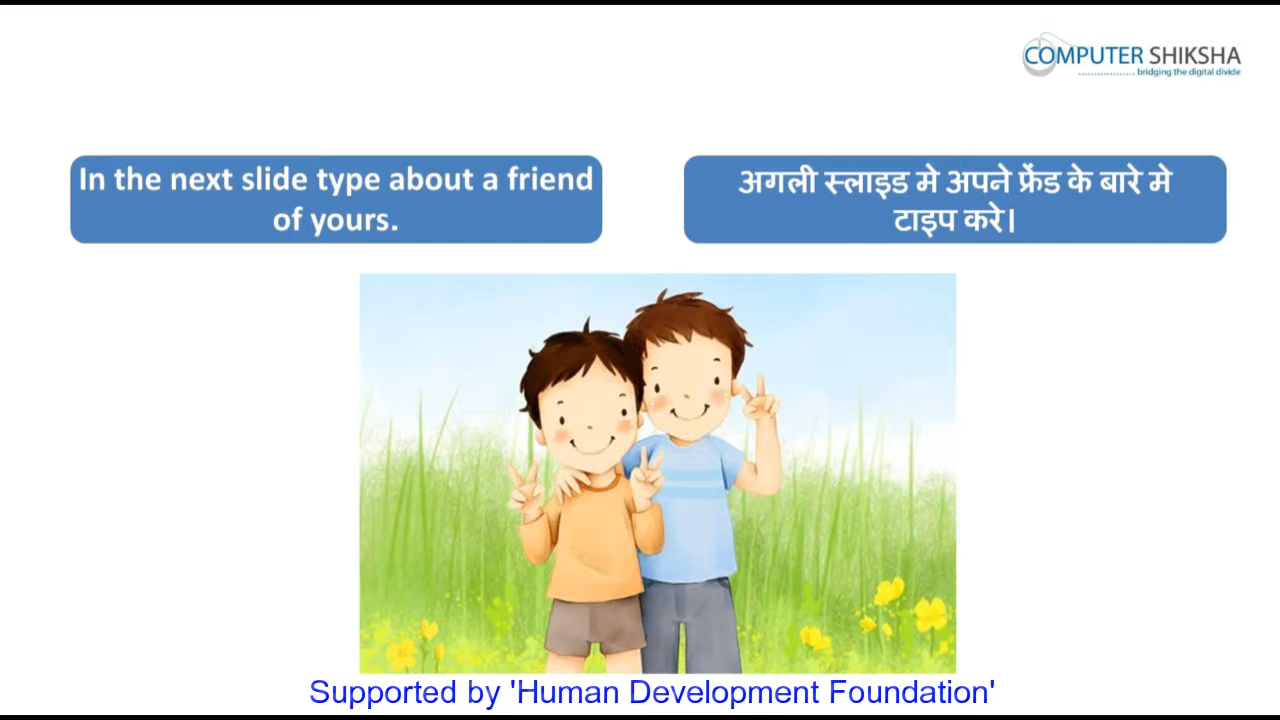 COMPUTER SHIKSHA
bridging the digital divide
In the next slide type about a friend
of yours.
अगली स्लाइड मे अपने फ्रेंड के बारे मे
टाइप करे।
Supported by 'Human Development Foundation'